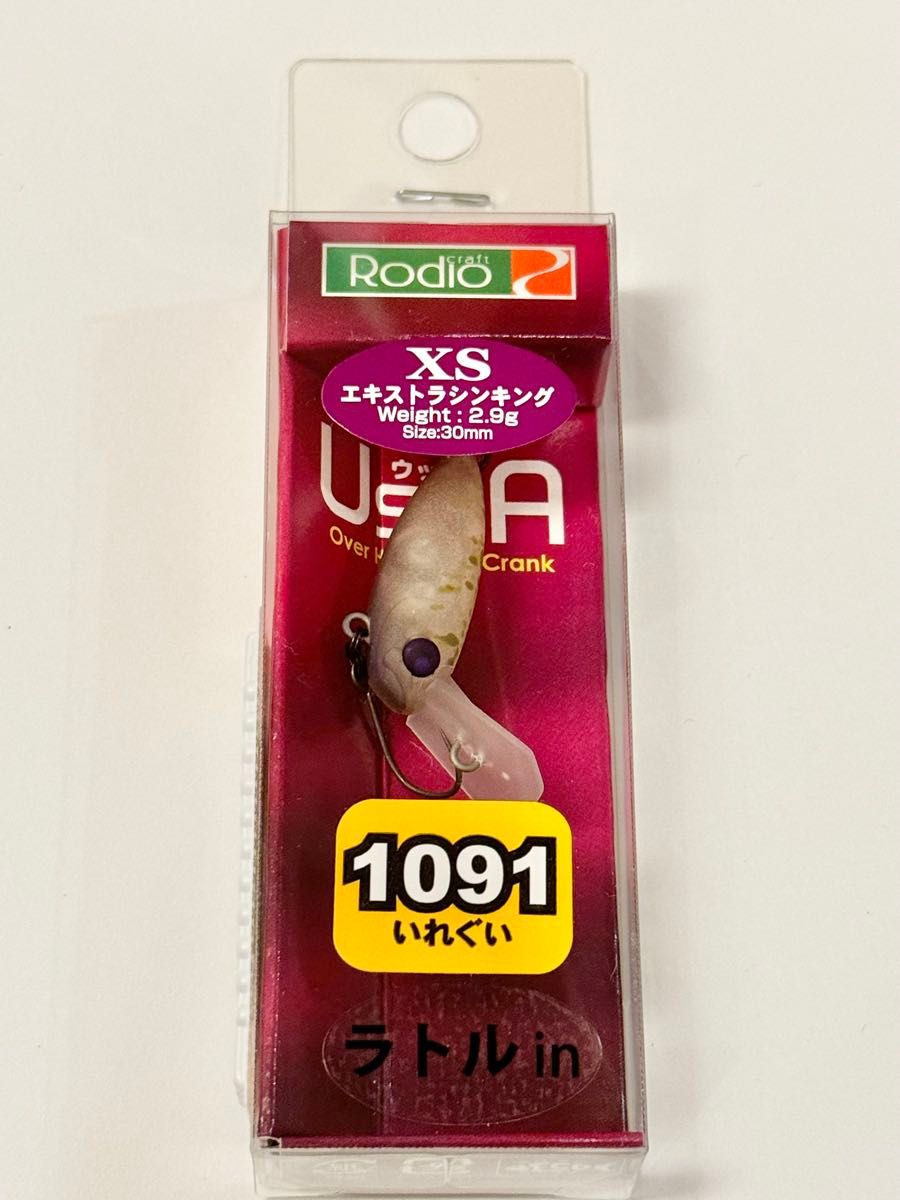 Rodio craft
XS
エキストラシンキング
Weight : 2.9g
Size:30mm
ウッ
US A
Over Crank
1091
いれぐい
ラトル in